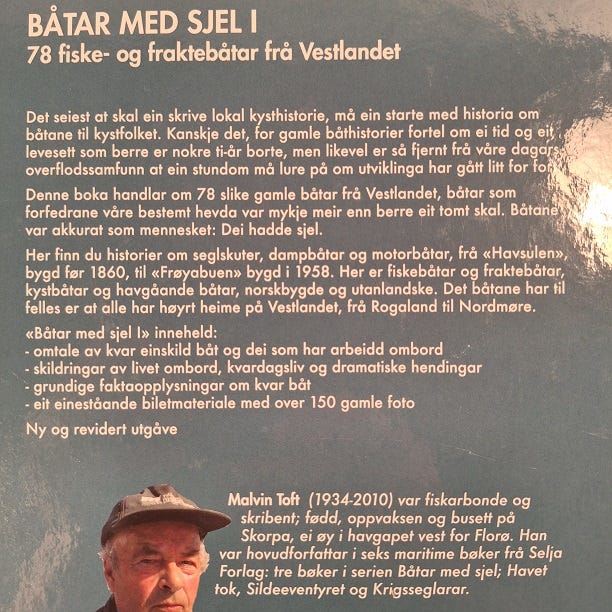 BÅTAR MED SJEL I
78 fiske- og fraktebåtar frå Vestlandet
Det seiest at skal ein skrive lokal kysthistorie, må ein starte med historia om
båtane til kystfolket. Kanskje det, for gamle båthistorier fortel om ei tid og eit
levesett som berre er nokre ti-år borte, men likevel er så fjernt frå våre dagars
overflodssamfunn at ein stundom må lure på om utviklinga har gått litt for
Denne boka handlar om 78 slike gamle båtar frå Vestlandet, båtar som
forfedrane våre bestemt hevda var mykje meir enn berre eit tomt skal. Båtane
var akkurat som mennesket: Dei hadde sjel.
Her finn du historier om seglskuter, dampbåtar og motorbåtar, frå «Havsulen»,
bygd før 1860, til «Frøyabuen» bygd i 1958. Her er fiskebåtar og fraktebåtar,
kystbåtar og havgåande båtar, norskbygde og utanlandske. Det båtane har til
felles er at alle har høyrt heime på Vestlandet, frå Rogaland til Nordmøre.
«Båtar med sjel I» inneheld:
- omtale av kvar einskild båt og dei som har arbeidd ombord
- skildringar av livet ombord, kvardagsliv og dramatiske hendingar
- grundige faktaopplysningar om kvar båt
- eit eineståande biletmateriale med over 150 gamle foto
Ny og revidert utgåve
Malvin Toft (1934-2010) var fiskarbonde og
skribent; fødd, oppvaksen og busett på
Skorpa, ei øy i havgapet vest for Florø. Han
var hovudforfattar i seks maritime bøker frå Selja
Forlag: tre bøker i serien Båtar med sjel; Havet
tok, Sildeeventyret og Krigsseglarar.